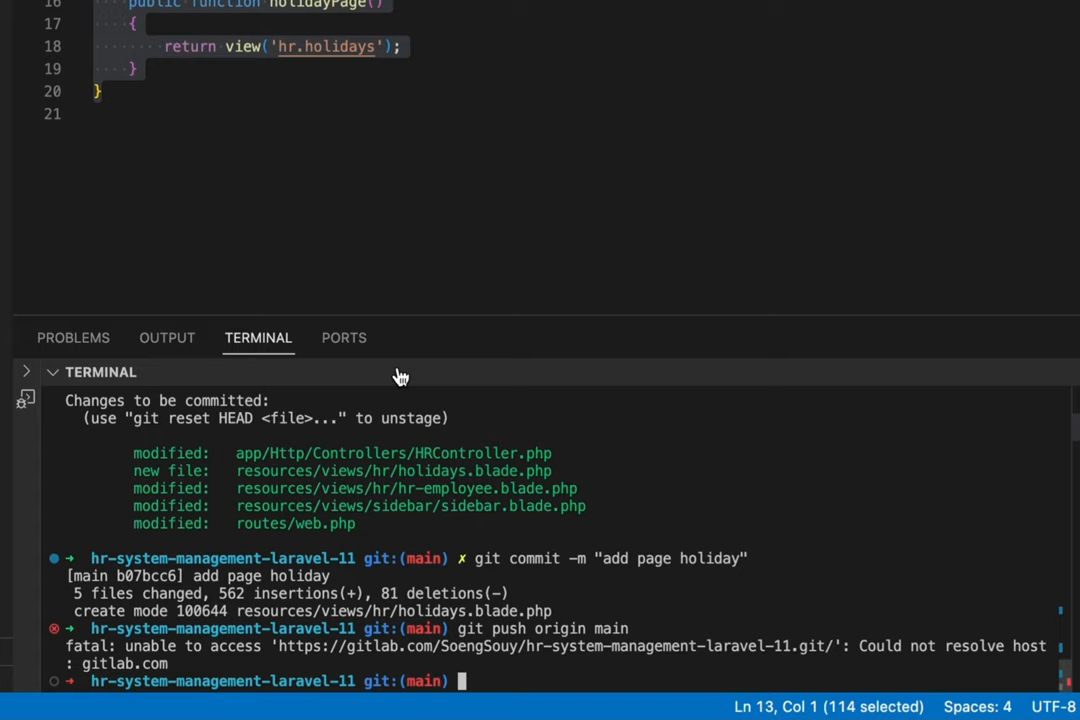 16 public function holidayPage()
17 {
18 return view('hr.holidays');
19 }
20 }
21
PROBLEMS OUTPUT TERMINAL PORTS
TERMINAL
Changes to be committed:
(use "git reset HEAD <file>..." to unstage)
modified: app/Http/Controllers/HRController.php
new file: resources/views/hr/holidays.blade.php
modified: resources/views/hr/hr-employee.blade.php
modified: resources/views/sidebar/sidebar.blade.php
modified: routes/web.php
➜ hr-system-management-laravel-11 git:(main) ✗ git commit -m "add page holiday"
[main b07bcc6] add page holiday
5 files changed, 562 insertions(+), 81 deletions(-)
create mode 100644 resources/views/hr/holidays.blade.php
➜ hr-system-management-laravel-11 git:(main) git push origin main
fatal: unable to access 'https://gitlab.com/SoengSouy/hr-system-management-laravel-11.git/': Could not resolve host
: gitlab.com
➜ hr-system-management-laravel-11 git:(main)
Ln 13, Col 1 (114 selected) Spaces: 4 UTF-8